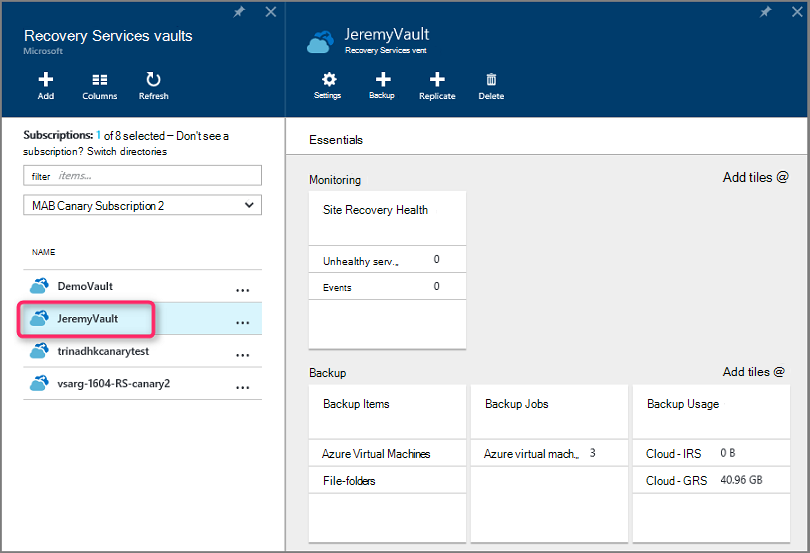 Recovery Services vaults
Microsoft
Add
Columns
Refresh
Subscriptions: 1 of 8 selected – Don't see a
subscription? Switch directories
filter items...
MAB Canary Subscription 2
NAME
DemoVault ...
JeremyVault ...
trinadhkcanarytest ...
vsarg-1604-RS-canary2 ...
JeremyVault
Recovery Services vent
Settings
Backup
Replicate
Delete
Essentials
Monitoring
Add tiles @
Site Recovery Health
Unhealthy serv... 0
Events 0
Backup
Add tiles @
Backup Items
Azure Virtual Machines
File-folders
Backup Jobs
Azure virtual mach... 3
Backup Usage
Cloud - IRS 0 B
Cloud - GRS 40.96 GB